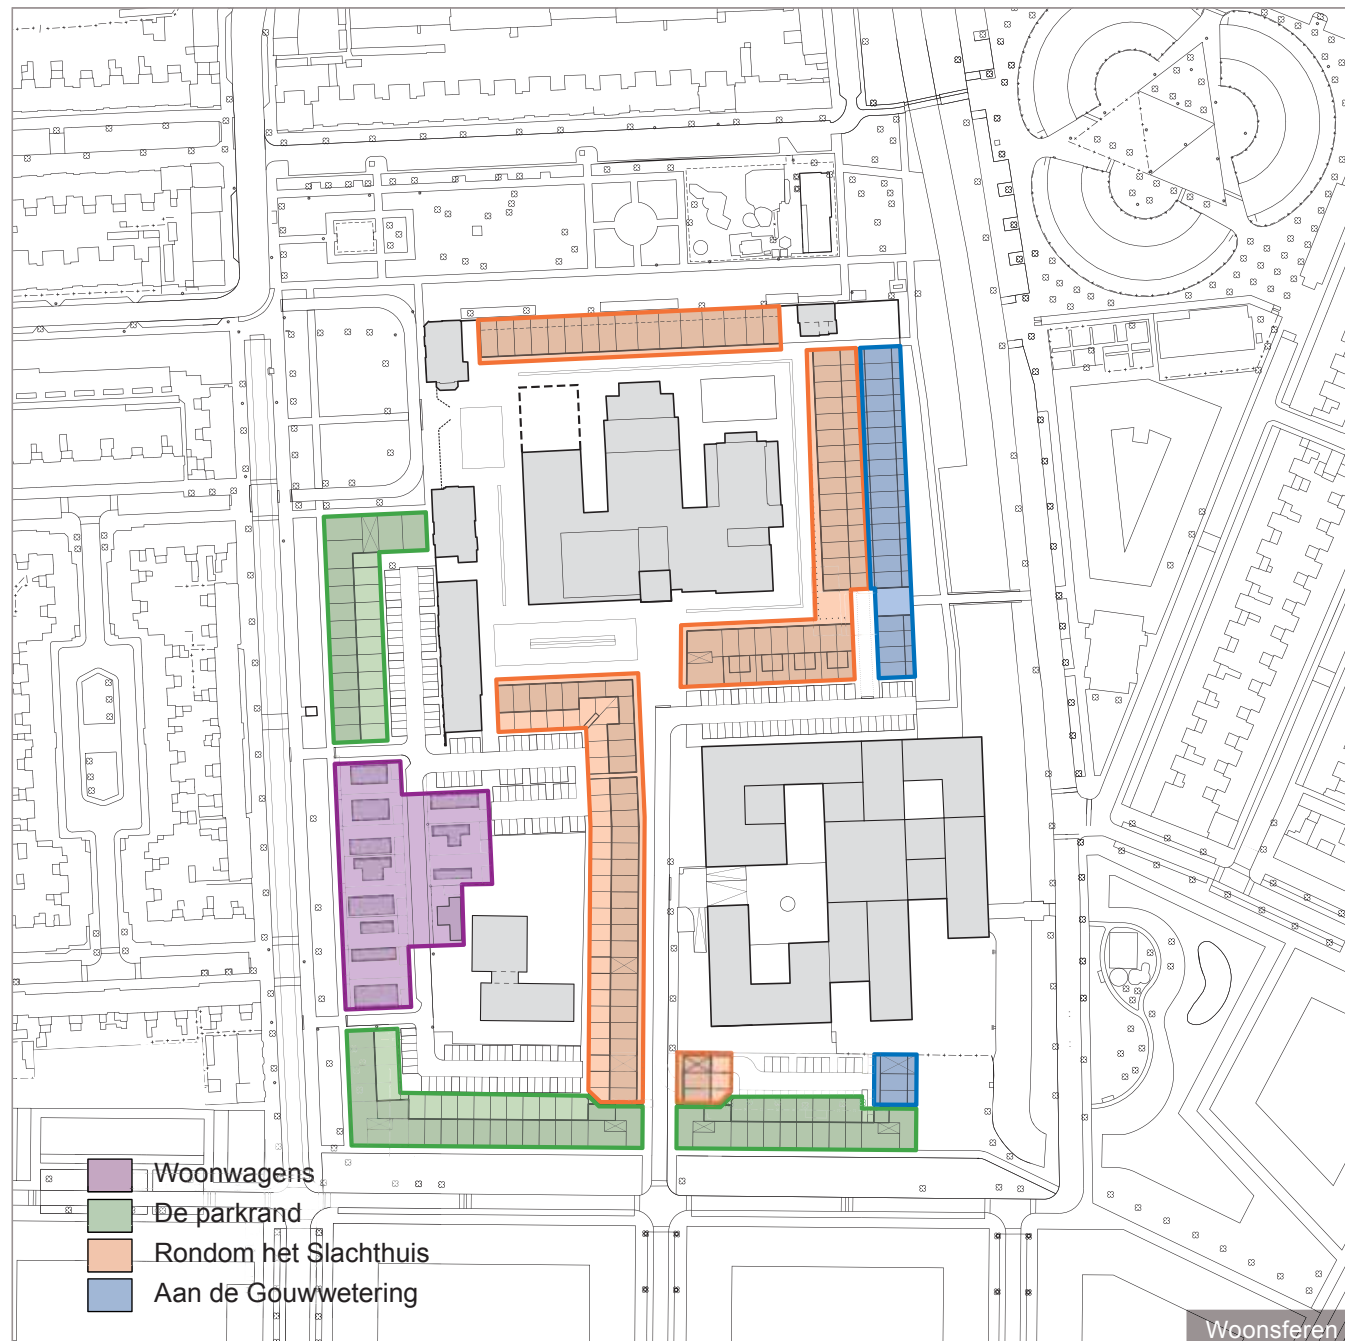 Woonwagens
De parkrand
Rondom het Slachthuis
Aan de Gouwwetering
Woonsferen